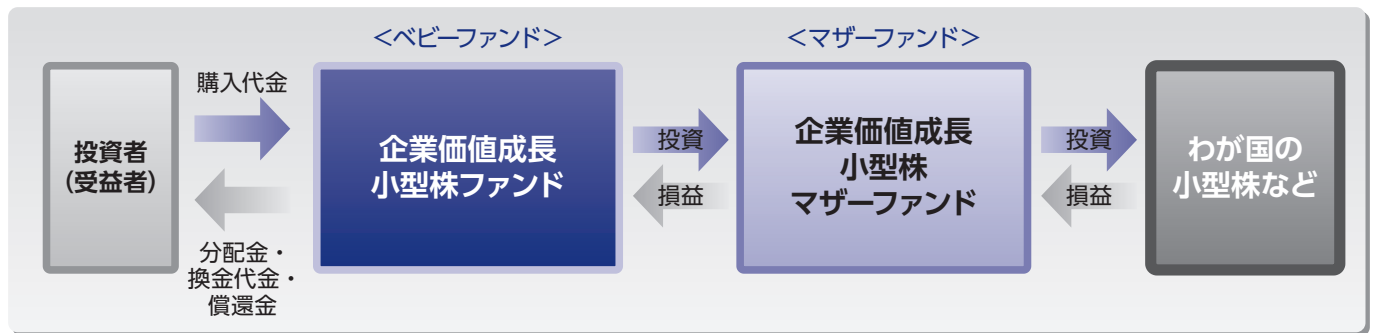 ＜ベビーファンド＞
＜マザーファンド＞
投資者
（受益者）
購入代金
分配金・
換金代金・
償還金
企業価値成長
小型株ファンド
投資
損益
企業価値成長
小型株
マザーファンド
投資
損益
わが国の
小型株など